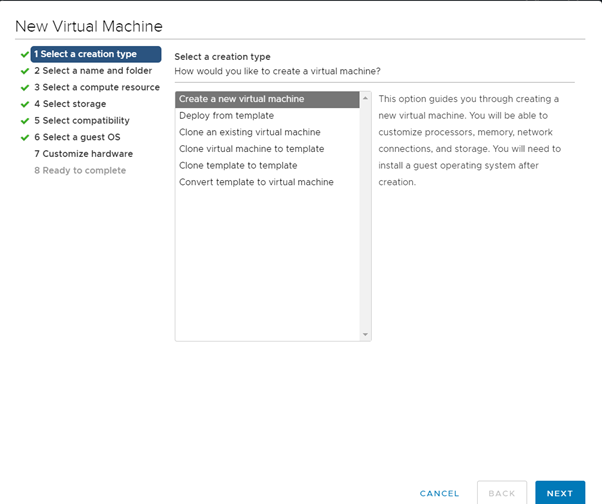 New Virtual Machine
1 Select a creation type
2 Select a name and folder
3 Select a compute resource
4 Select storage
5 Select compatibility
6 Select a guest OS
7 Customize hardware
8 Ready to complete
Select a creation type
How would you like to create a virtual machine?
Create a new virtual machine
Deploy from template
Clone an existing virtual machine
Clone virtual machine to template
Clone template to template
Convert template to virtual machine
This option guides you through creating a
new virtual machine. You will be able to
customize processors, memory, network
connections, and storage. You will need to
install a guest operating system after
creation.
CANCEL
BACK
NEXT